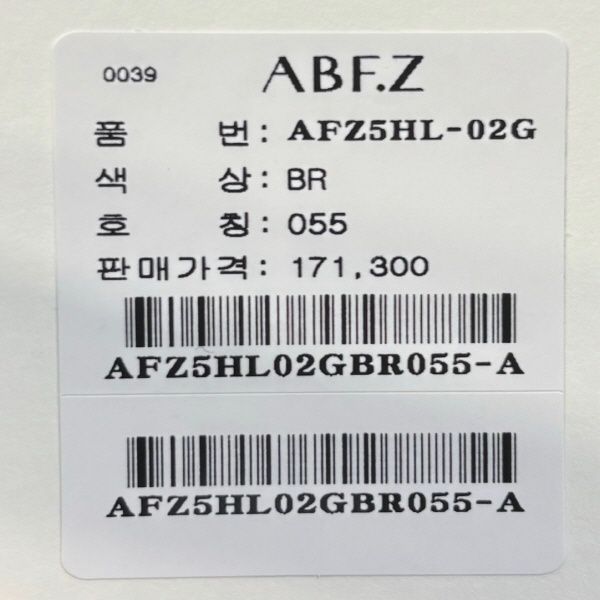 0039 ABF.Z
품 번: AFZ5HL-02G
색 상: BR
호 칭: 055
판매가격: 171,300
AFZ5HL02GBR055-A
AFZ5HL02GBR055-A